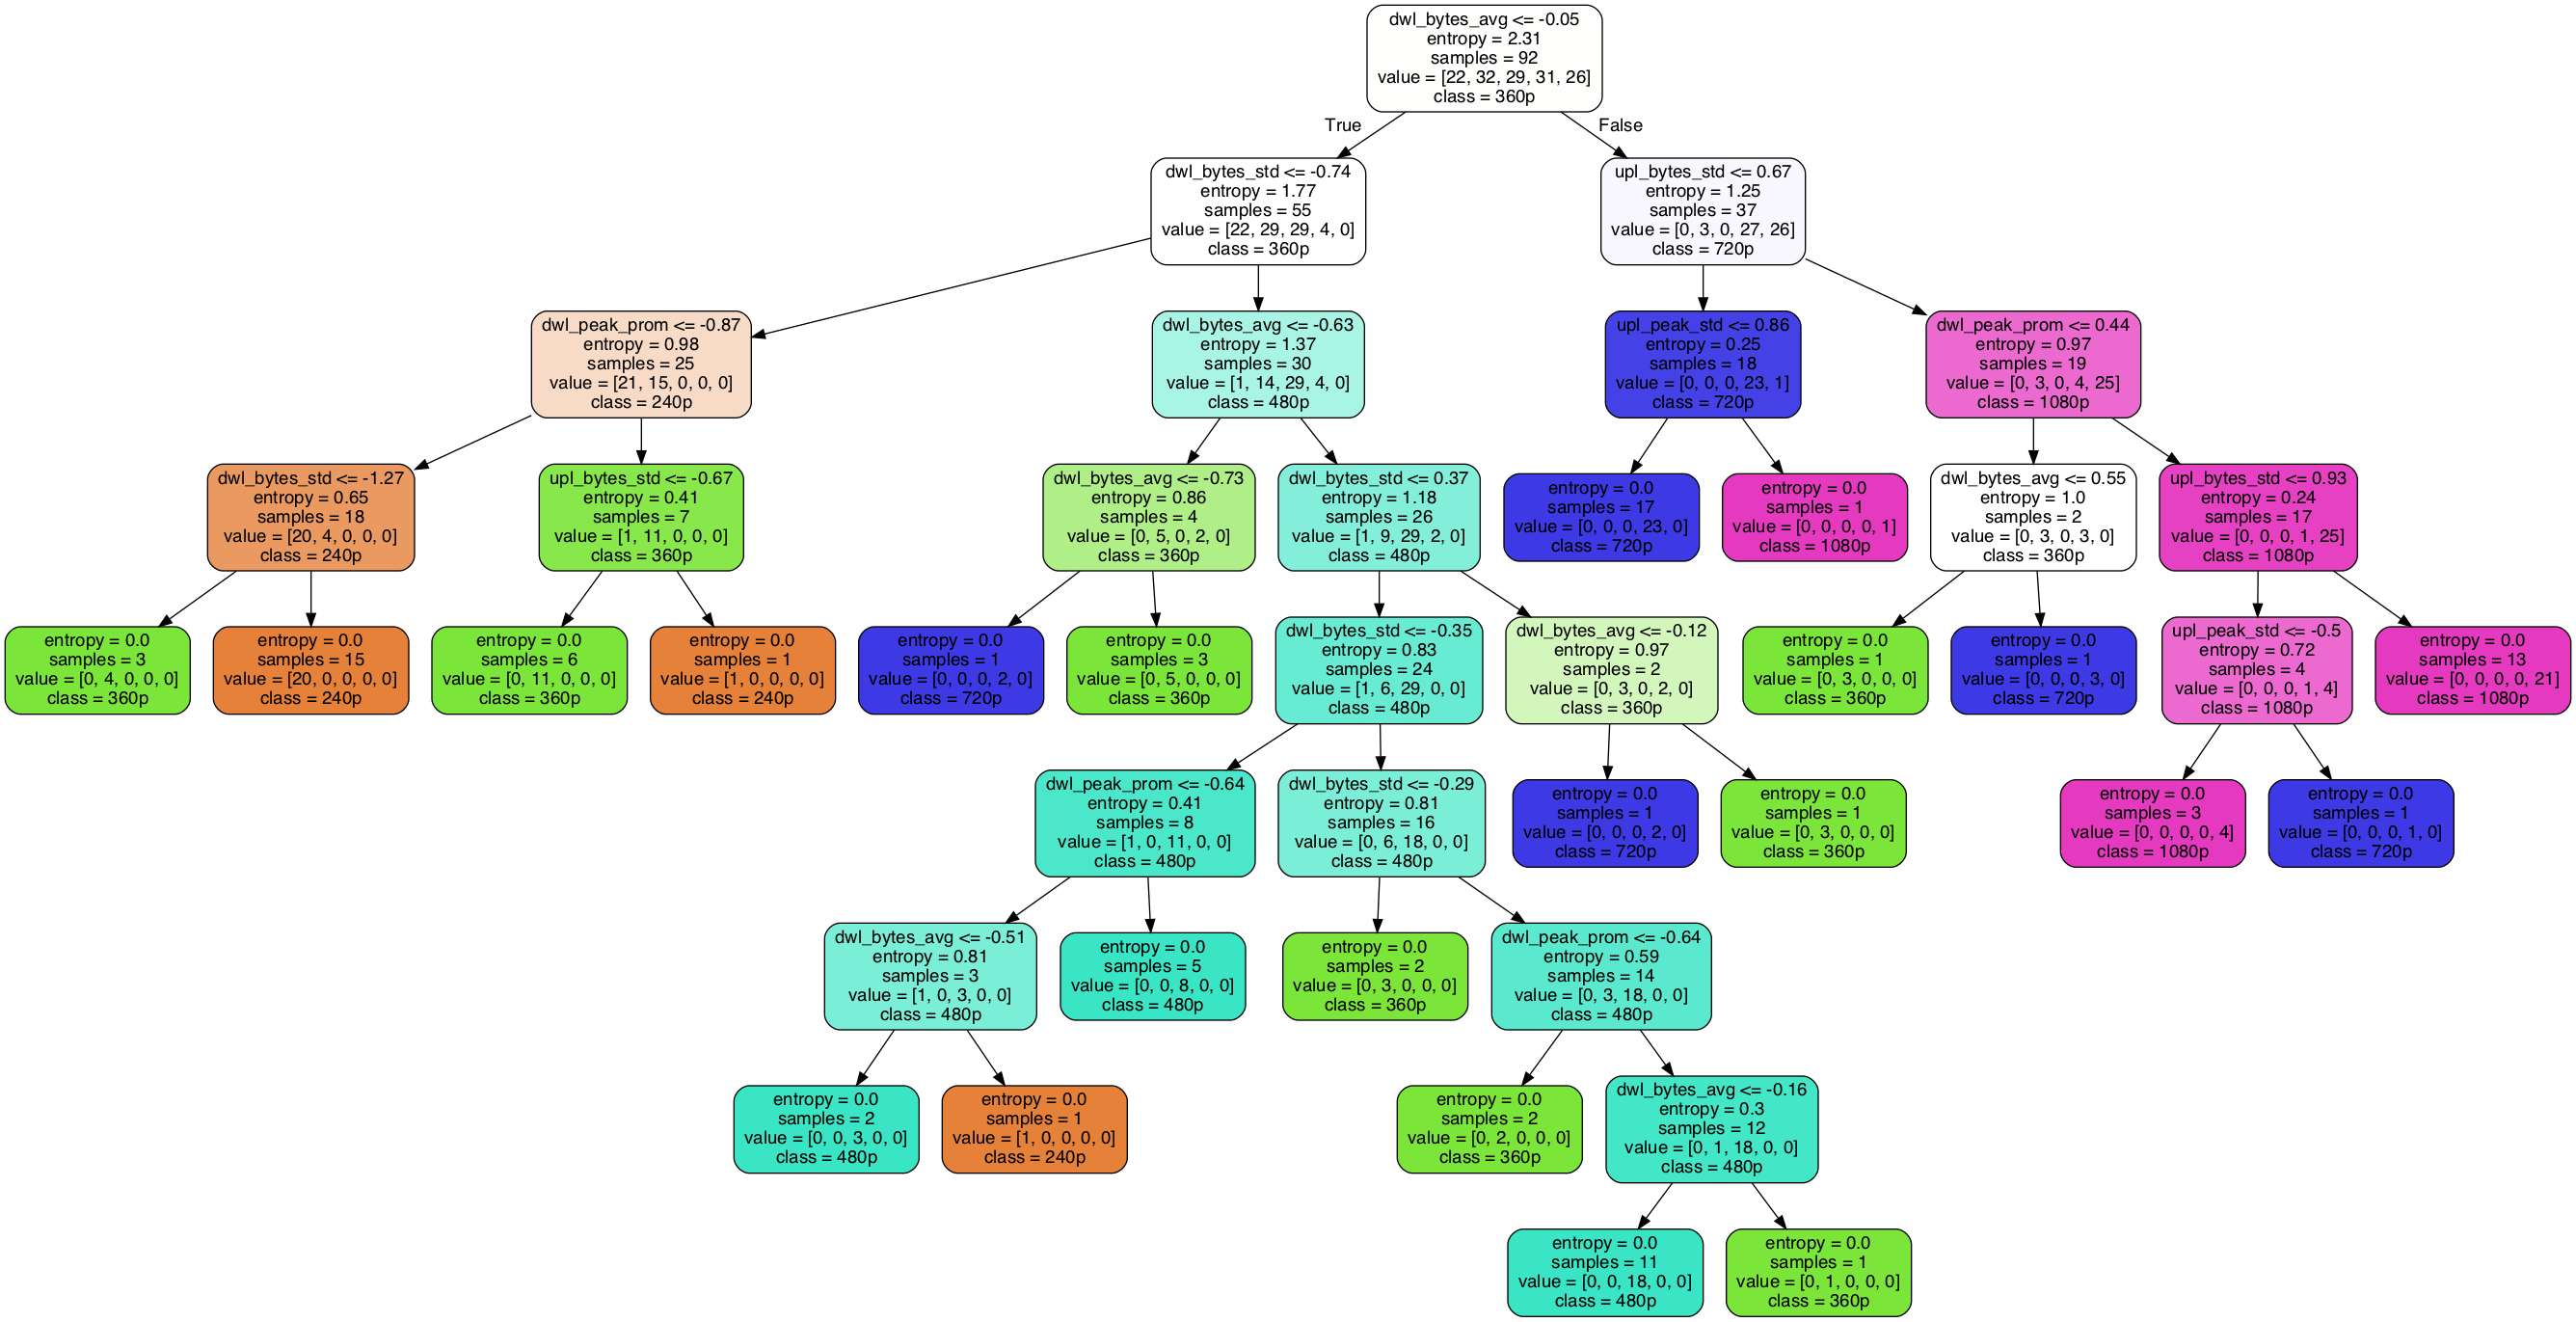 dwl_bytes_avg <= -0.05
entropy = 2.31
samples = 92
value = [22, 32, 29, 31, 26]
class = 360p
True
False
dwl_bytes_std <= -0.74
entropy = 1.77
samples = 55
value = [22, 29, 29, 4, 0]
class = 360p
upl_bytes_std <= 0.67
entropy = 1.25
samples = 37
value = [0, 3, 0, 27, 26]
class = 720p
dwl_peak_prom <= -0.87
entropy = 0.98
samples = 25
value = [21, 15, 0, 0, 0]
class = 240p
dwl_bytes_avg <= -0.63
entropy = 1.37
samples = 30
value = [1, 14, 29, 4, 0]
class = 480p
upl_peak_std <= 0.86
entropy = 0.25
samples = 18
value = [0, 0, 0, 23, 1]
class = 720p
dwl_peak_prom <= 0.44
entropy = 0.97
samples = 19
value = [0, 3, 0, 4, 25]
class = 1080p
dwl_bytes_std <= -1.27
entropy = 0.65
samples = 18
value = [20, 4, 0, 0, 0]
class = 240p
upl_bytes_std <= -0.67
entropy = 0.41
samples = 7
value = [1, 11, 0, 0, 0]
class = 360p
dwl_bytes_avg <= -0.73
entropy = 0.86
samples = 4
value = [0, 5, 0, 2, 0]
class = 360p
dwl_bytes_std <= 0.37
entropy = 1.18
samples = 26
value = [1, 9, 29, 2, 0]
class = 480p
entropy = 0.0
samples = 17
value = [0, 0, 0, 23, 0]
class = 720p
entropy = 0.0
samples = 1
value = [0, 0, 0, 0, 1]
class = 1080p
dwl_bytes_avg <= 0.55
entropy = 1.0
samples = 2
value = [0, 3, 0, 3, 0]
class = 360p
upl_bytes_std <= 0.93
entropy = 0.24
samples = 17
value = [0, 0, 0, 1, 25]
class = 1080p
entropy = 0.0
samples = 3
value = [0, 4, 0, 0, 0]
class = 360p
entropy = 0.0
samples = 15
value = [20, 0, 0, 0, 0]
class = 240p
entropy = 0.0
samples = 6
value = [0, 11, 0, 0, 0]
class = 360p
entropy = 0.0
samples = 1
value = [1, 0, 0, 0, 0]
class = 240p
entropy = 0.0
samples = 1
value = [0, 0, 0, 2, 0]
class = 720p
entropy = 0.0
samples = 3
value = [0, 5, 0, 0, 0]
class = 360p
dwl_bytes_std <= -0.35
entropy = 0.83
samples = 24
value = [1, 6, 29, 0, 0]
class = 480p
dwl_bytes_avg <= -0.12
entropy = 0.97
samples = 2
value = [0, 3, 0, 2, 0]
class = 360p
entropy = 0.0
samples = 1
value = [0, 3, 0, 0, 0]
class = 360p
entropy = 0.0
samples = 1
value = [0, 0, 0, 3, 0]
class = 720p
upl_peak_std <= -0.5
entropy = 0.72
samples = 4
value = [0, 0, 0, 1, 4]
class = 1080p
entropy = 0.0
samples = 13
value = [0, 0, 0, 0, 21]
class = 1080p
dwl_peak_prom <= -0.64
entropy = 0.41
samples = 8
value = [1, 0, 11, 0, 0]
class = 480p
dwl_bytes_std <= -0.29
entropy = 0.81
samples = 16
value = [0, 6, 18, 0, 0]
class = 480p
entropy = 0.0
samples = 1
value = [0, 0, 0, 2, 0]
class = 720p
entropy = 0.0
samples = 1
value = [0, 3, 0, 0, 0]
class = 360p
entropy = 0.0
samples = 3
value = [0, 0, 0, 0, 4]
class = 1080p
entropy = 0.0
samples = 1
value = [0, 0, 0, 1, 0]
class = 720p
dwl_bytes_avg <= -0.51
entropy = 0.81
samples = 3
value = [1, 0, 3, 0, 0]
class = 480p
entropy = 0.0
samples = 5
value = [0, 0, 8, 0, 0]
class = 480p
entropy = 0.0
samples = 2
value = [0, 3, 0, 0, 0]
class = 360p
dwl_peak_prom <= -0.64
entropy = 0.59
samples = 14
value = [0, 3, 18, 0, 0]
class = 480p
entropy = 0.0
samples = 2
value = [0, 0, 3, 0, 0]
class = 480p
entropy = 0.0
samples = 1
value = [1, 0, 0, 0, 0]
class = 240p
entropy = 0.0
samples = 2
value = [0, 2, 0, 0, 0]
class = 360p
dwl_bytes_avg <= -0.16
entropy = 0.3
samples = 12
value = [0, 1, 18, 0, 0]
class = 480p
entropy = 0.0
samples = 11
value = [0, 0, 18, 0, 0]
class = 480p
entropy = 0.0
samples = 1
value = [0, 1, 0, 0, 0]
class = 360p